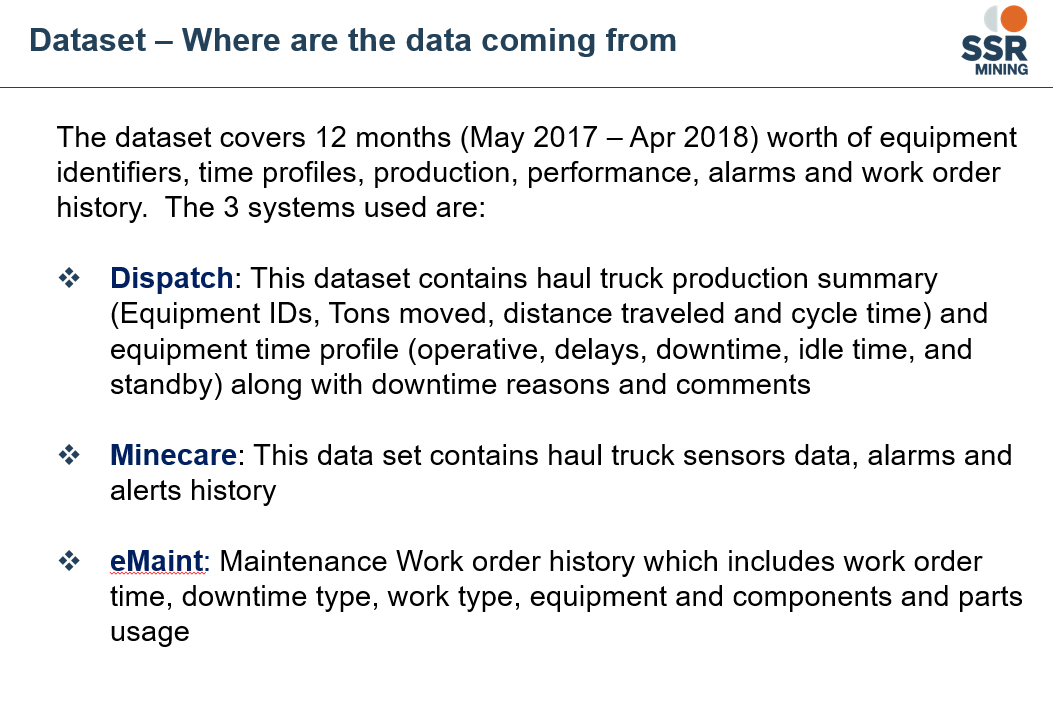 Dataset – Where are the data coming from
SSR
MINING
The dataset covers 12 months (May 2017 – Apr 2018) worth of equipment
identifiers, time profiles, production, performance, alarms and work order
history.  The 3 systems used are:
❖ Dispatch: This dataset contains haul truck production summary
(Equipment IDs, Tons moved, distance traveled and cycle time) and
equipment time profile (operative, delays, downtime, idle time, and
standby) along with downtime reasons and comments
❖ Minecare: This data set contains haul truck sensors data, alarms and
alerts history
❖ eMaint: Maintenance Work order history which includes work order
time, downtime type, work type, equipment and components and parts
usage